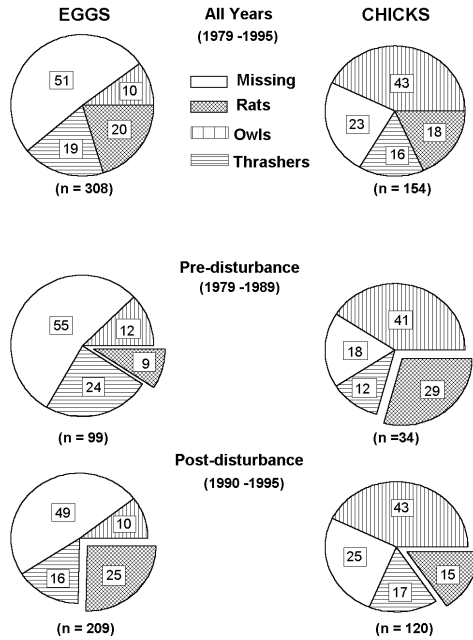 EGGS All Years CHICKS
(1979 -1995)
51
10
20
19
Missing
Rats
Owls
Thrashers
43
23
18
16
(n = 308)
(n = 154)
Pre-disturbance
(1979 -1989)
55
12
9
24
41
18
12
29
(n = 99)
(n =34)
Post-disturbance
(1990 -1995)
49
10
16
25
43
25
15
17
(n = 209)
(n = 120)